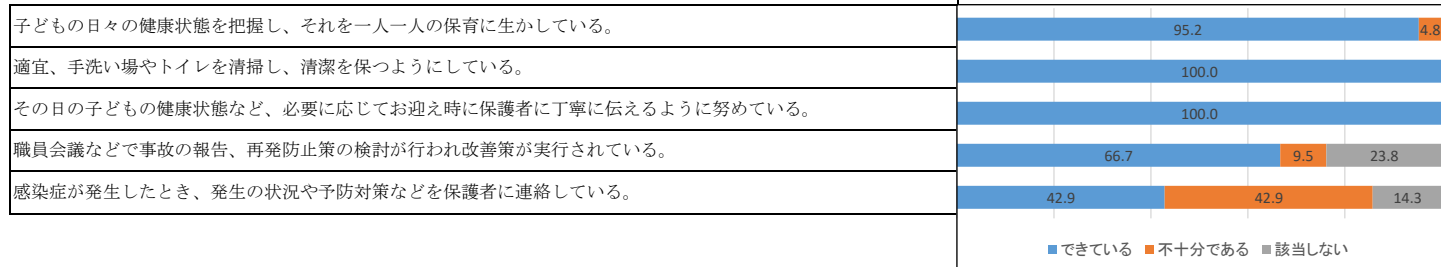 子どもの日々の健康状態を把握し、それを一人一人の保育に生かしている。 95.2 4.8
適宜、手洗い場やトイレを清掃し、清潔を保つようにしている。 100.0
その日の子どもの健康状態など、必要に応じてお迎え時に保護者に丁寧に伝えるように努めている。 100.0
職員会議などで事故の報告、再発防止策の検討が行われ改善策が実行されている。 66.7 9.5 23.8
感染症が発生したとき、発生の状況や予防対策などを保護者に連絡している。 42.9 42.9 14.3
できている 不十分である 該当しない